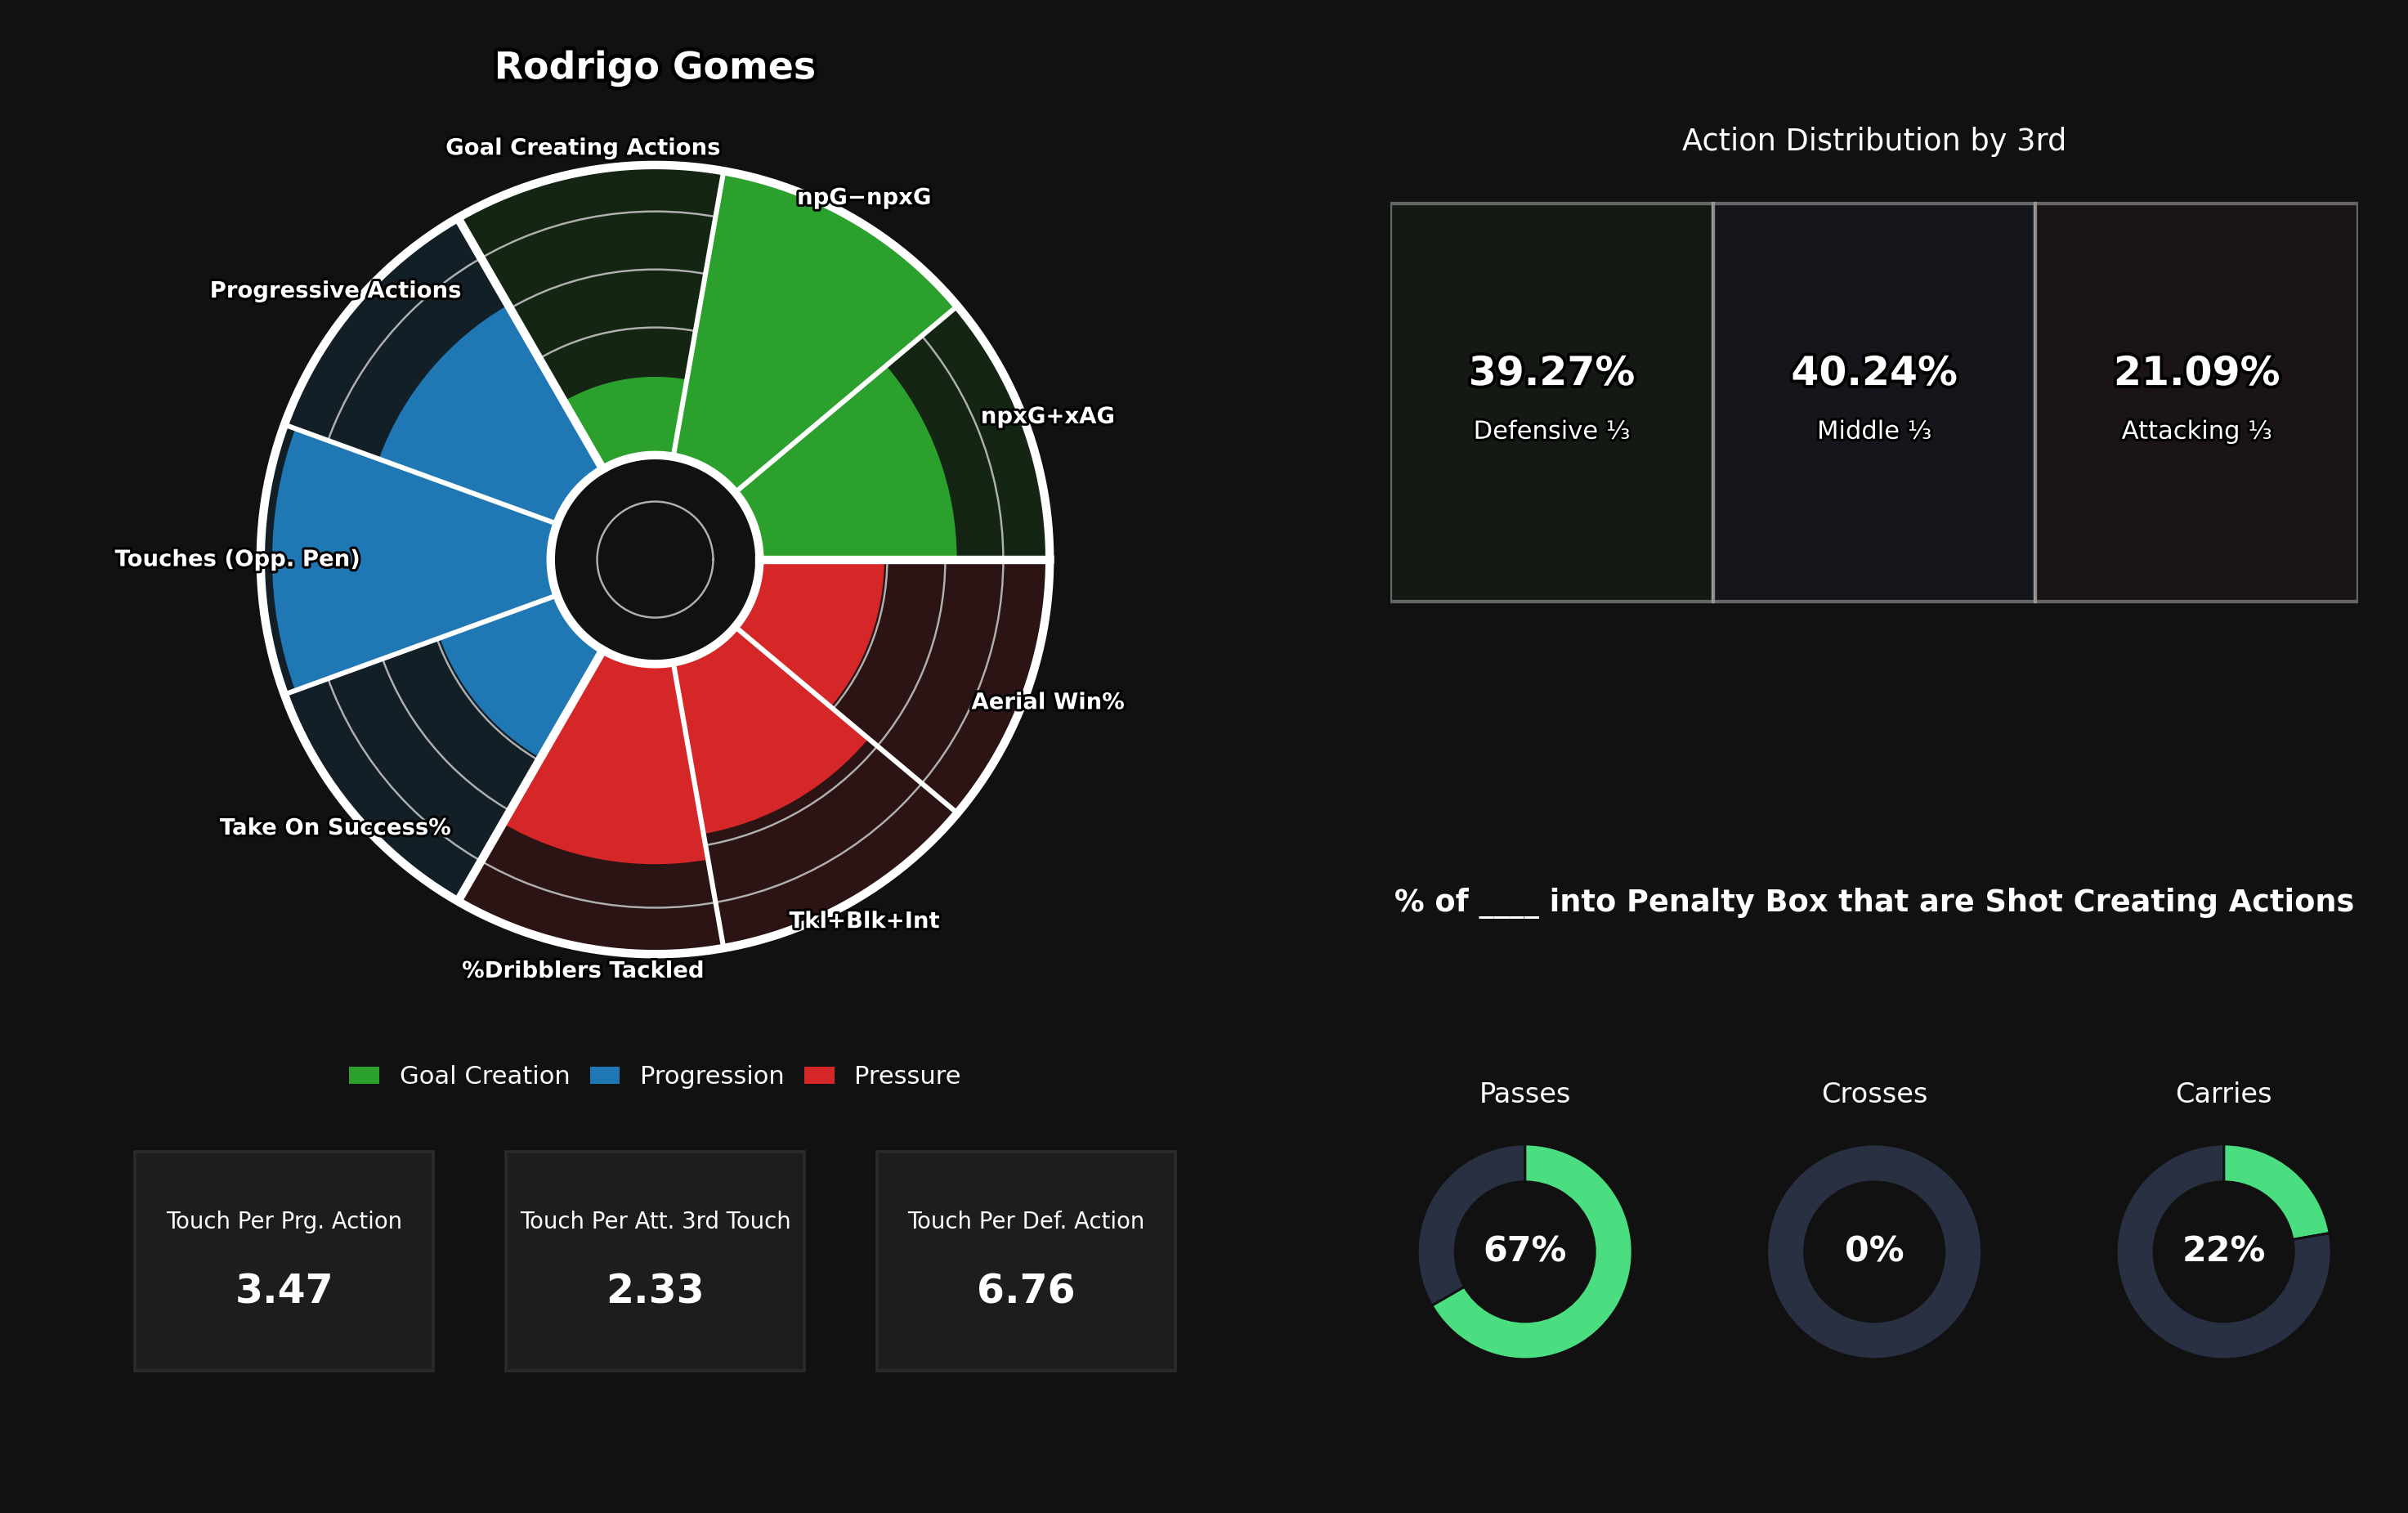 Rodrigo Gomes
Goal Creating Actions
npG−npxG
npxG+xAG
Progressive Actions
Touches (Opp. Pen)
Take On Success%
%Dribblers Tackled
Tkl+Blk+Int
Aerial Win%
Goal Creation
Progression
Pressure
Touch Per Prg. Action
3.47
Touch Per Att. 3rd Touch
2.33
Touch Per Def. Action
6.76
Action Distribution by 3rd
39.27%
Defensive ⅓
40.24%
Middle ⅓
21.09%
Attacking ⅓
% of ____ into Penalty Box that are Shot Creating Actions
Passes
67%
Crosses
0%
Carries
22%